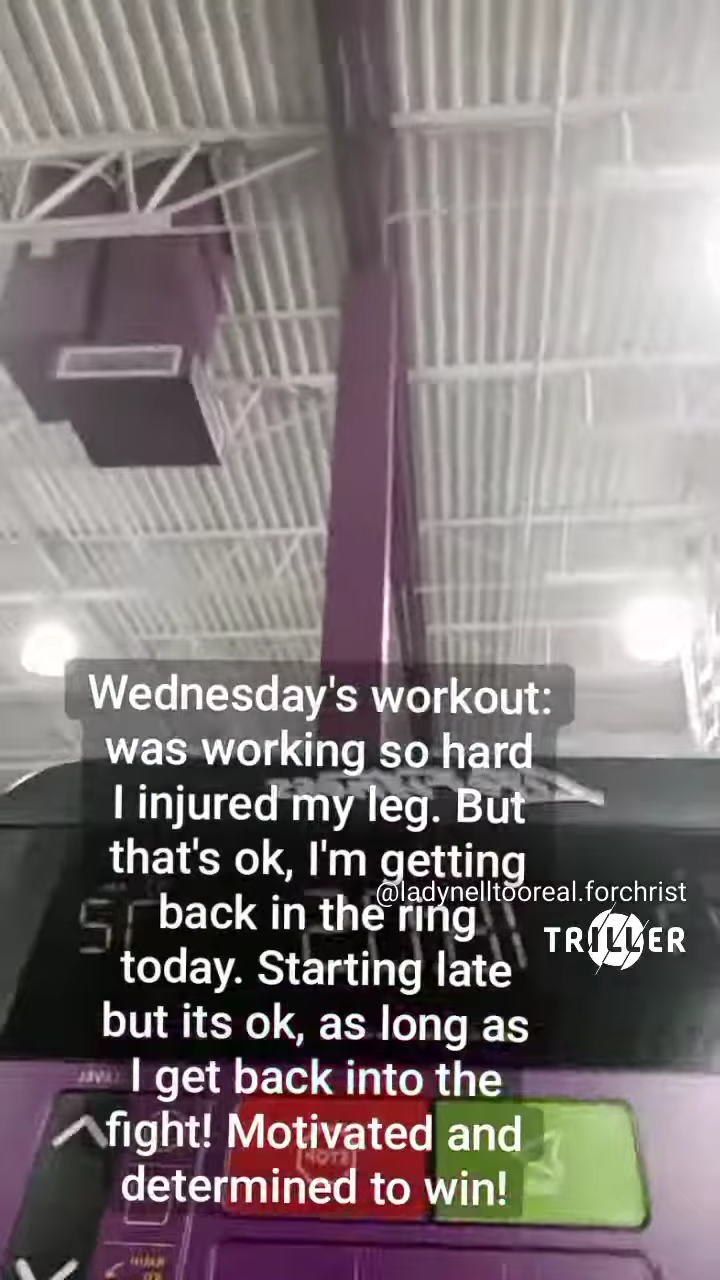 Wednesday's workout:
was working so hard
I injured my leg. But
that's ok, I'm getting
@ladynelltooreal.forchrist
back in the ring
TRILLER
today. Starting late
but its ok, as long as
I get back into the
fight! Motivated and
determined to win!
STOP